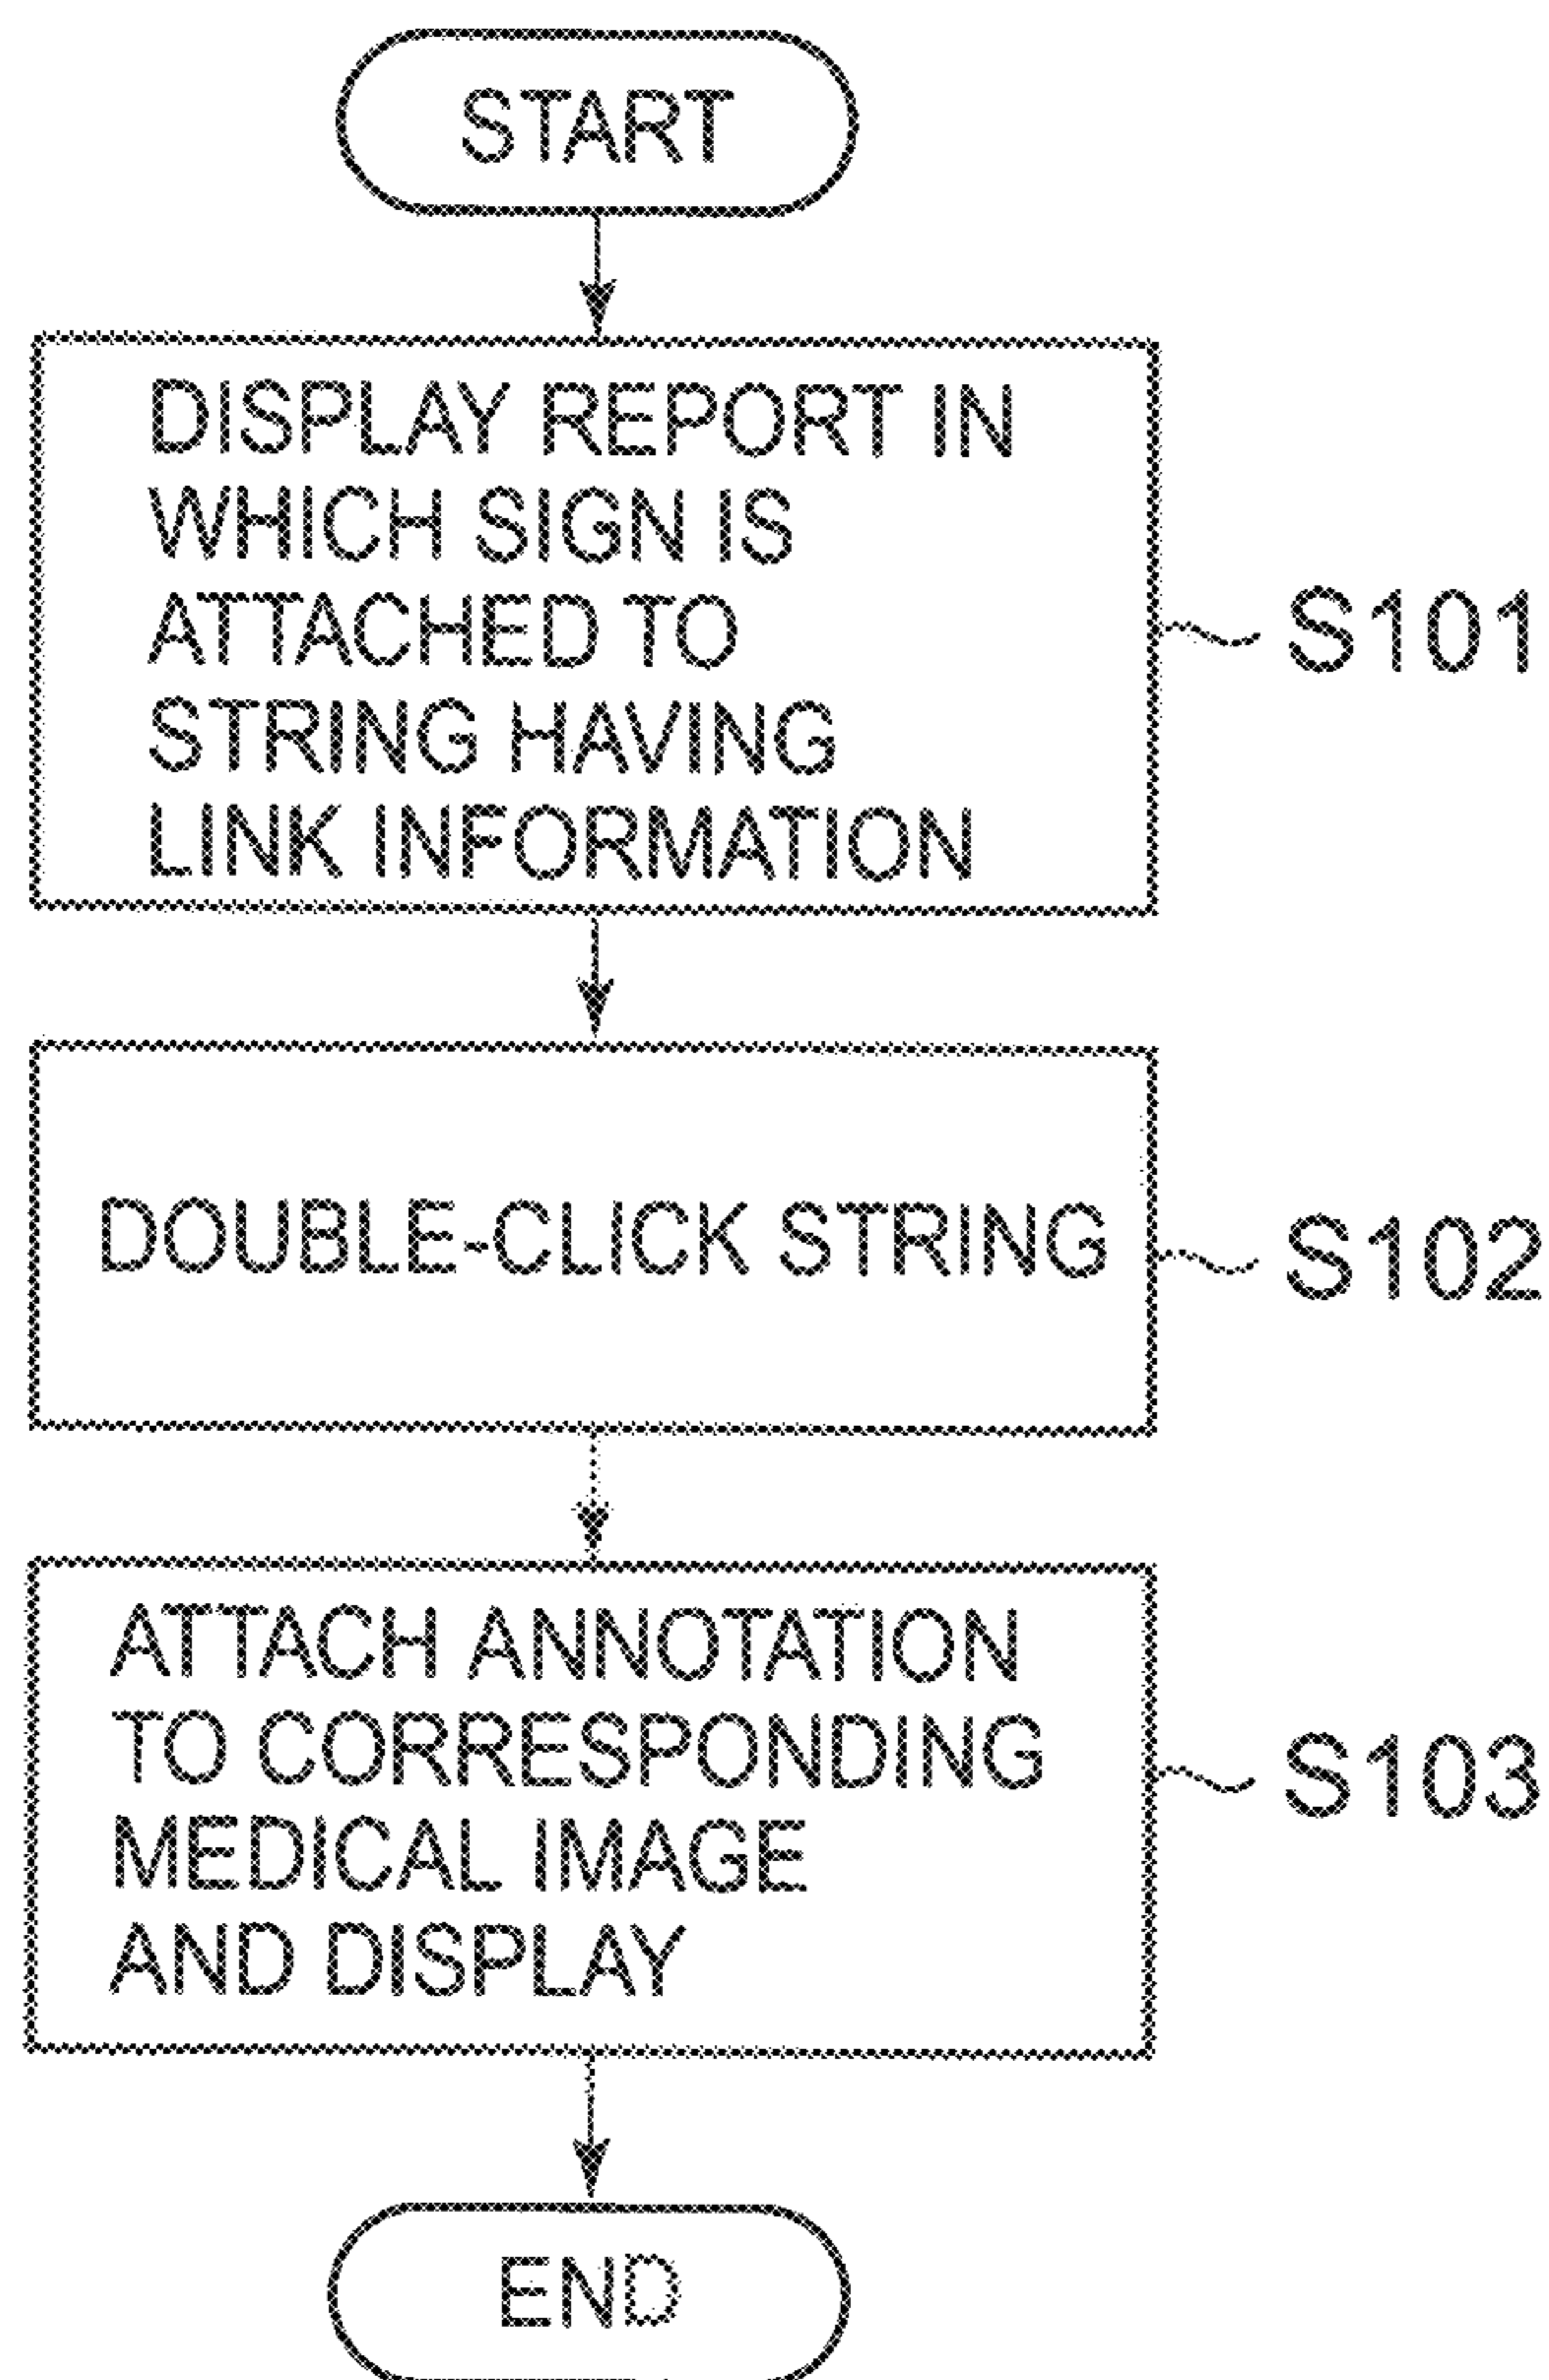 START
DISPLAY REPORT IN
WHICH SIGN IS
ATTACHED TO
STRING HAVING
LINK INFORMATION
S101
DOUBLE-CLICK STRING
S102
ATTACH ANNOTATION
TO CORRESPONDING
MEDICAL IMAGE
AND DISPLAY
S103
END